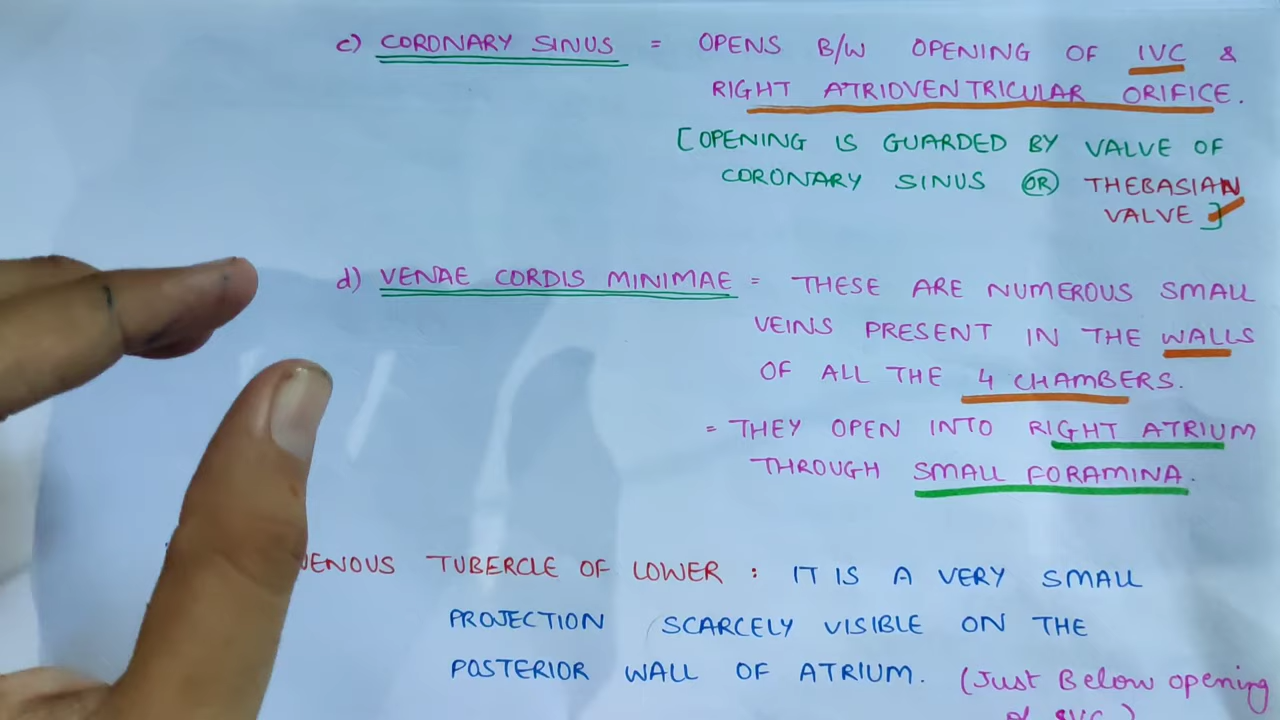 c) CORONARY SINUS = OPENS B/W OPENING OF IVC &
RIGHT ATRIOVENTRICULAR ORIFICE.
[OPENING IS GUARDED BY VALVE OF
CORONARY SINUS OR THEBASIAN
VALVE]
d) VENAE CORDIS MINIMAE = THESE ARE NUMEROUS SMALL
VEINS PRESENT IN THE WALLS
OF ALL THE 4 CHAMBERS.
= THEY OPEN INTO RIGHT ATRIUM
THROUGH SMALL FORAMINA.
VENOUS TUBERCLE OF LOWER : IT IS A VERY SMALL
PROJECTION SCARCELY VISIBLE ON THE
POSTERIOR WALL OF ATRIUM. (Just Below opening
of SVC)